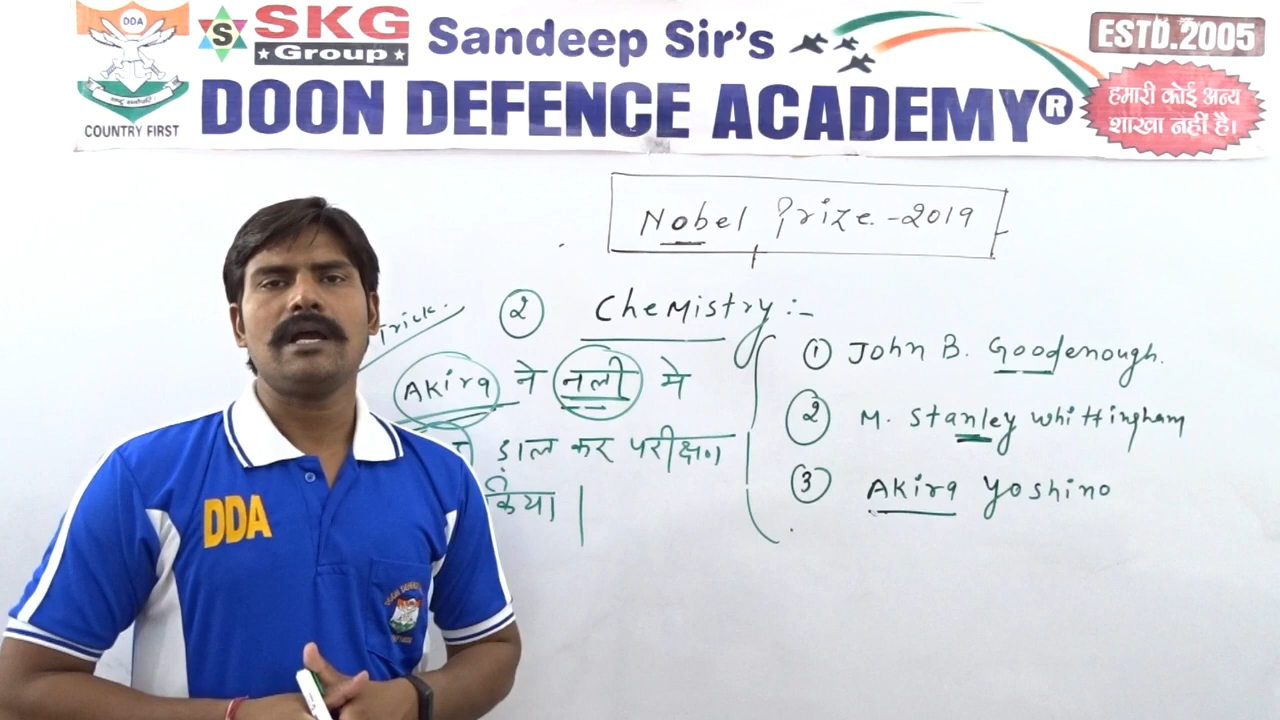 DDA
COUNTRY FIRST
S
SKG
★Group★
Sandeep Sir's
DOON DEFENCE ACADEMY®
ESTD.2005
हमारी कोई अन्य
शाखा नहीं है।
Nobel Prize-2019
Trick
② Chemistry:-
Akira ने नली मे
डाल कर परीक्षण
किया।
① John B. Goodenough.
② M. Stanley Whittingham
③ Akira Yoshino
DDA